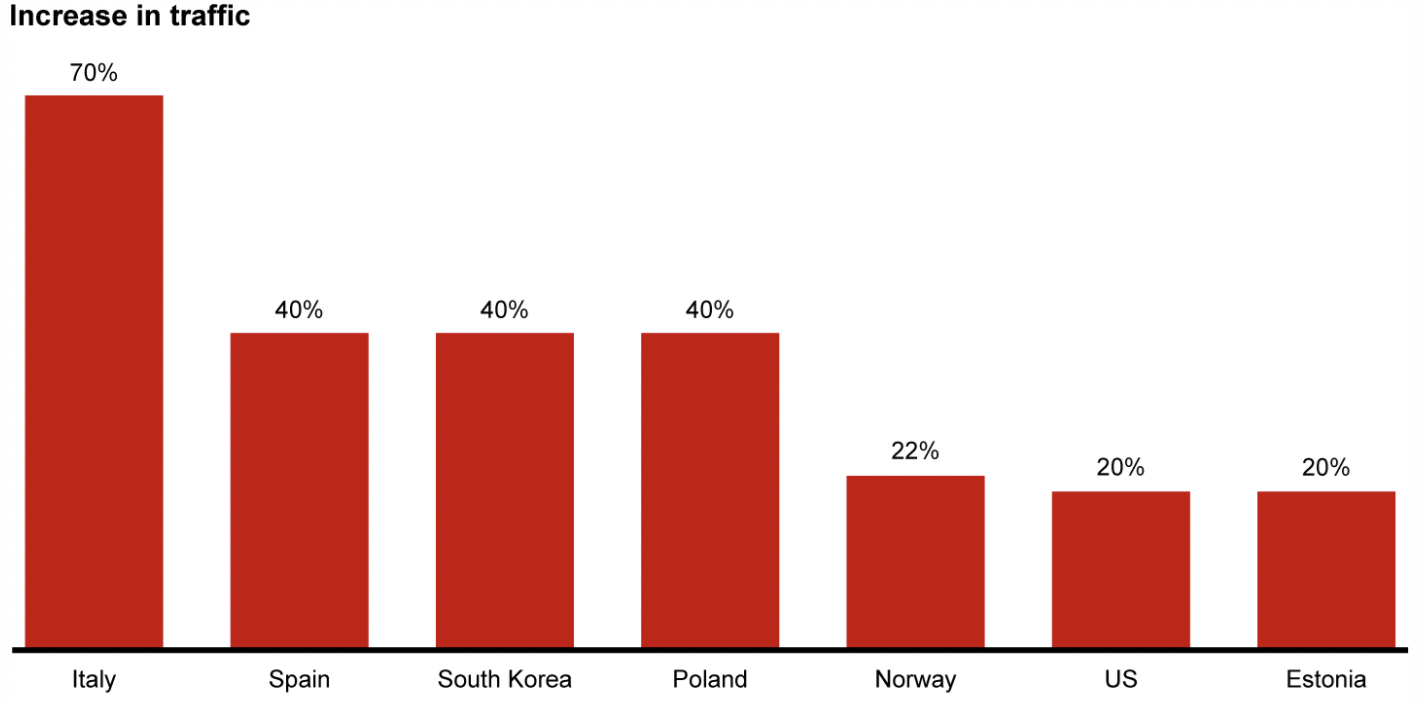 Increase in traffic
70%
40%
40%
40%
22%
20%
20%
Italy
Spain
South Korea
Poland
Norway
US
Estonia